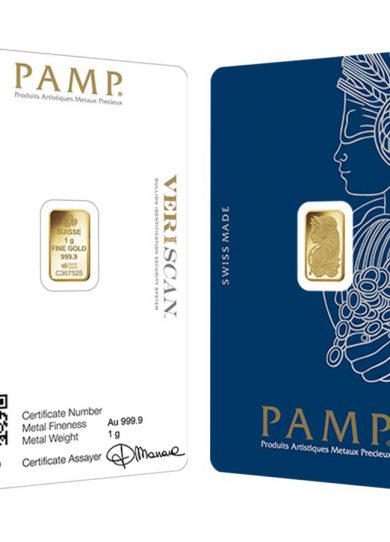 PAMP.
Produits Artistiques Metaux Precieux
SUISSE
1 g
FINE GOLD
999.9
C367525
VERISCAN
BULLION IDENTIFICATION SECURITY SYSTEM
Certificate Number
Metal Fineness Au 999.9
Metal Weight 1 g
Certificate Assayer
SWISS MADE
PAMP.
Produits Artistiques Metaux Precieux